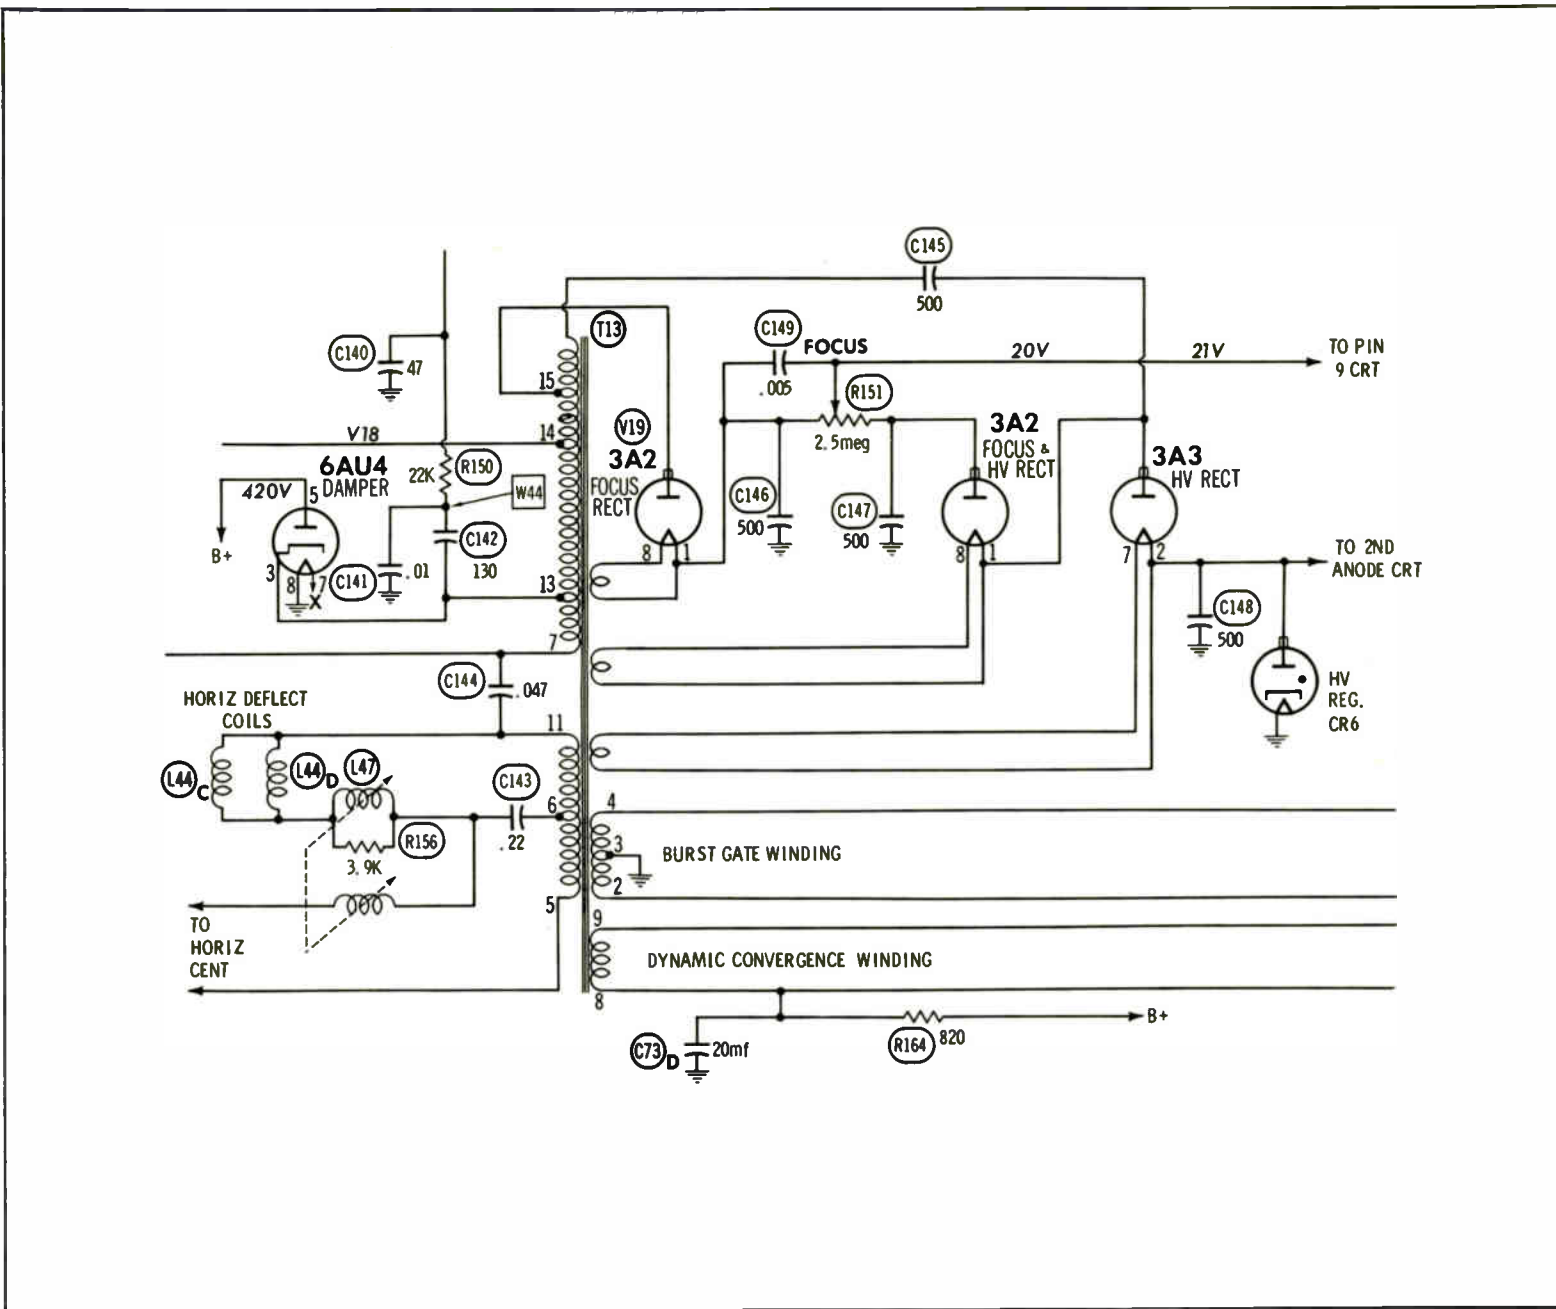 C145
500
T13
C149
FOCUS
20V
21V
TO PIN
9 CRT
C140
47
15
.005
R151
V18
14
V19
2.5meg
3A2
FOCUS &
HV RECT
3A3
HV RECT
6AU4
DAMPER
22K
R150
3A2
FOCUS
RECT
420V
5
W44
C146
500
C147
500
B+
C142
130
3
8
7
X
C141
.01
13
8
1
8
1
7
2
TO 2ND
ANODE CRT
C148
500
7
C144
.047
HV
REG.
CR6
HORIZ DEFLECT
COILS
11
L44
C
L44
D
L47
C143
6
.22
4
R156
3.9K
3
BURST GATE WINDING
2
5
9
TO
HORIZ
CENT
DYNAMIC CONVERGENCE WINDING
8
B+
C73
D
20mf
R164
820